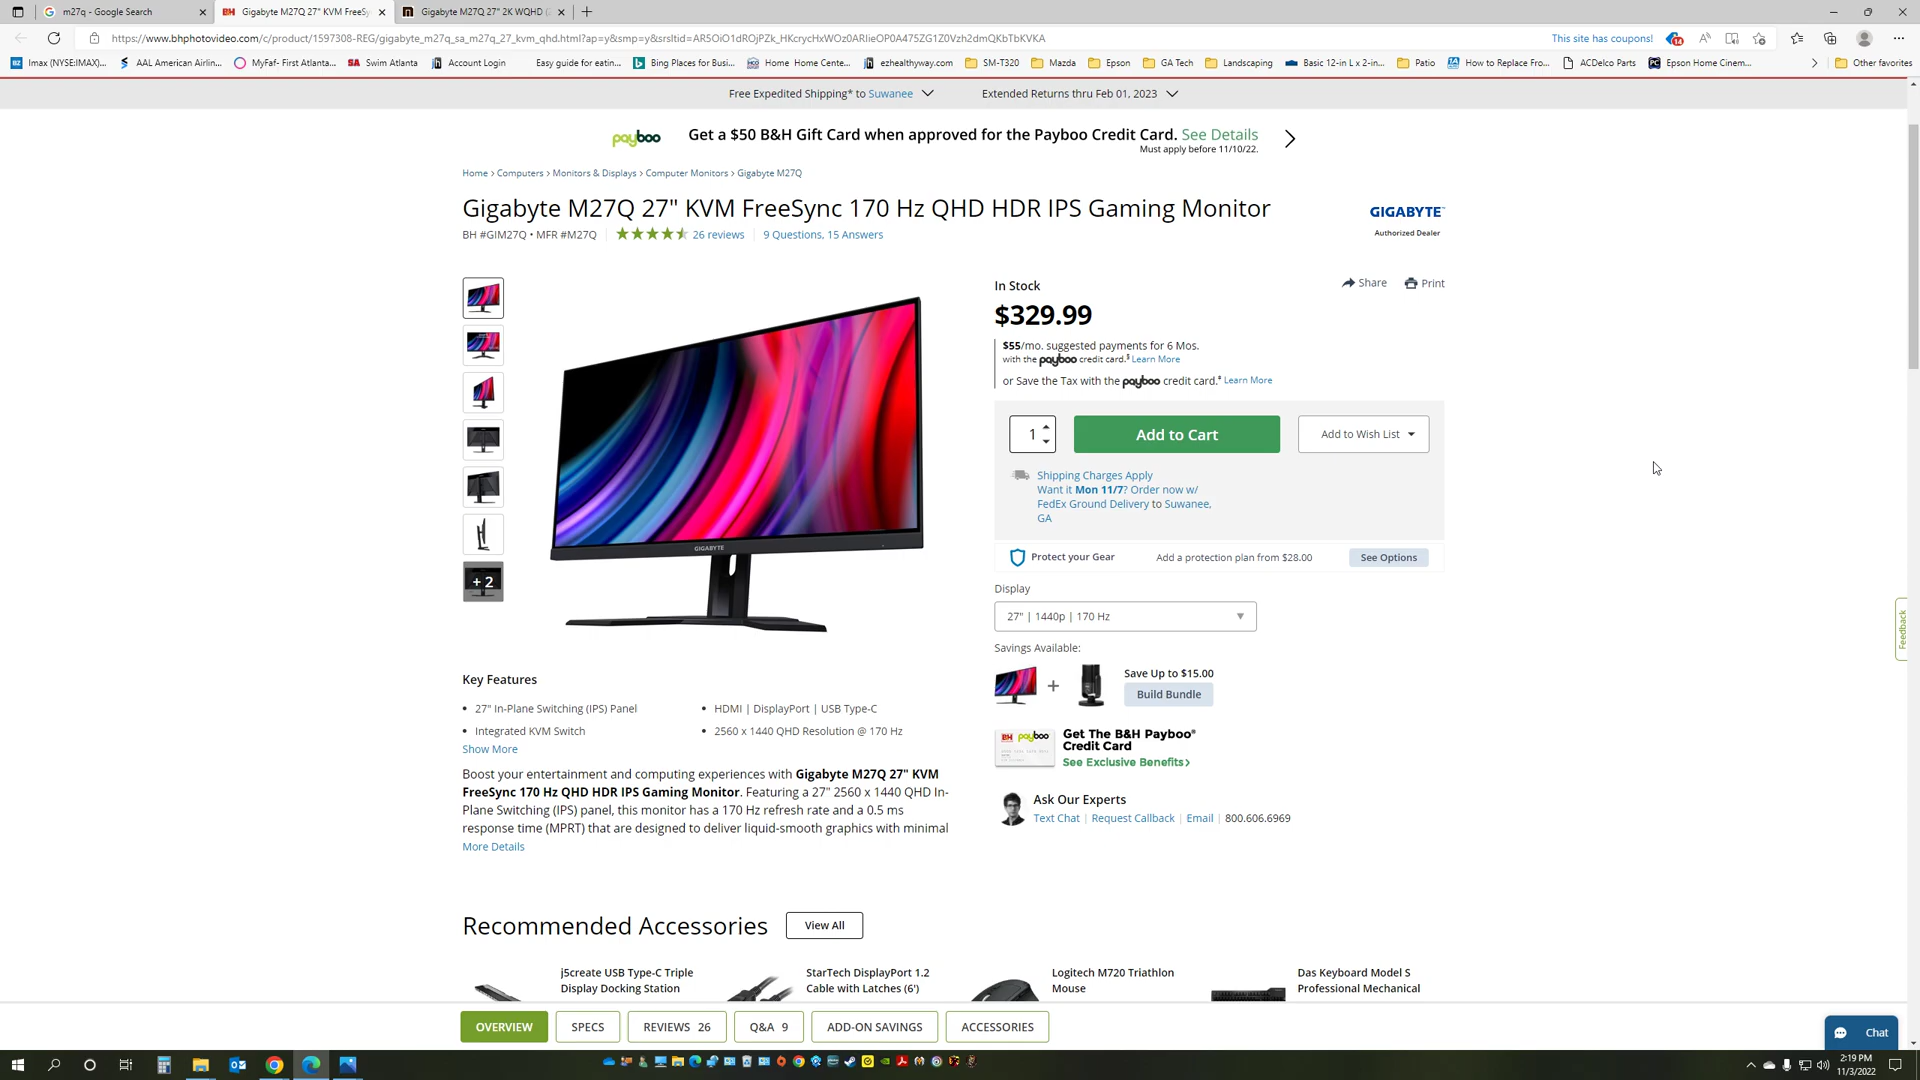 m27q - Google Search
Gigabyte M27Q 27" KVM FreeSy
Gigabyte M27Q 27" 2K WQHD (
https://www.bhphotovideo.com/c/product/1597308-REG/gigabyte_m27q_sa_m27q_27_kvm_qhd.html?ap=y&smp=y&srsltid=AR5OiO1dROjPZk_HKcrycHxWOz0ARIieOP0A475ZG1Z0Vzh2dmQKbTbKVKA
This site has coupons!
14
Imax (NYSE:IMAX)...
AAL American Airlin...
MyFaf- First Atlanta...
Swim Atlanta
Account Login
Easy guide for eatin...
Bing Places for Busi...
Home Home Cente...
ezhealthyway.com
SM-T320
Mazda
Epson
GA Tech
Landscaping
Basic 12-in L x 2-in...
Patio
How to Replace Fro...
ACDelco Parts
Epson Home Cinem...
Other favorites
Free Expedited Shipping* to Suwanee
Extended Returns thru Feb 01, 2023
payboo
Get a $50 B&H Gift Card when approved for the Payboo Credit Card. See Details
Must apply before 11/10/22.
Home > Computers > Monitors & Displays > Computer Monitors > Gigabyte M27Q
Gigabyte M27Q 27" KVM FreeSync 170 Hz QHD HDR IPS Gaming Monitor
GIGABYTE™
Authorized Dealer
BH #GIM27Q • MFR #M27Q
26 reviews
9 Questions, 15 Answers
In Stock
Share
Print
$329.99
$55/mo. suggested payments for 6 Mos.
with the payboo credit card.§ Learn More
or Save the Tax with the payboo credit card.* Learn More
1
Add to Cart
Add to Wish List
Shipping Charges Apply
Want it Mon 11/7? Order now w/
FedEx Ground Delivery to Suwanee,
GA
GIGABYTE
+ 2
Protect your Gear
Add a protection plan from $28.00
See Options
Display
27" | 1440p | 170 Hz
Savings Available:
+
Save Up to $15.00
Build Bundle
BH payboo
Get The B&H Payboo®
Credit Card
See Exclusive Benefits>
Ask Our Experts
Text Chat | Request Callback | Email | 800.606.6969
Feedback
Key Features
• 27" In-Plane Switching (IPS) Panel
• HDMI | DisplayPort | USB Type-C
• Integrated KVM Switch
• 2560 x 1440 QHD Resolution @ 170 Hz
Show More
Boost your entertainment and computing experiences with Gigabyte M27Q 27" KVM
FreeSync 170 Hz QHD HDR IPS Gaming Monitor. Featuring a 27" 2560 x 1440 QHD In-
Plane Switching (IPS) panel, this monitor has a 170 Hz refresh rate and a 0.5 ms
response time (MPRT) that are designed to deliver liquid-smooth graphics with minimal
More Details
Recommended Accessories
View All
j5create USB Type-C Triple
Display Docking Station
StarTech DisplayPort 1.2
Cable with Latches (6')
Logitech M720 Triathlon
Mouse
Das Keyboard Model S
Professional Mechanical
OVERVIEW
SPECS
REVIEWS 26
Q&A 9
ADD-ON SAVINGS
ACCESSORIES
Chat
2:19 PM
11/3/2022